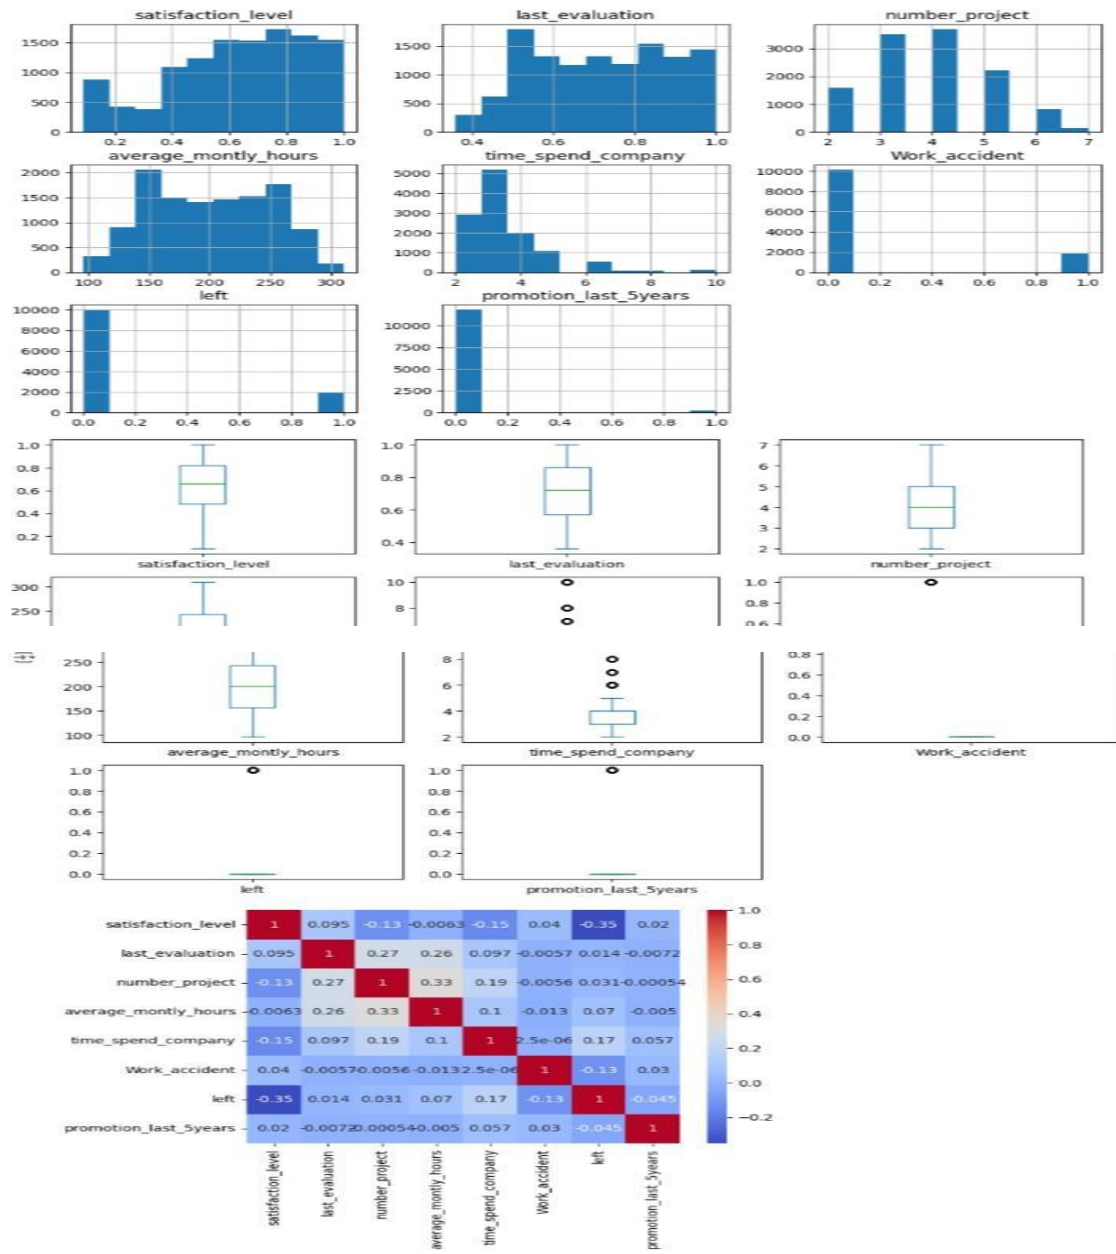 satisfaction_level last_evaluation number_project
1500 1000 500 0
0.2 0.4 0.6 0.8 1.0
1500 1000 500 0
0.4 0.6 0.8 1.0
3000 2000 1000 0
2 3 4 5 6 7
average_montly_hours time_spend_company Work_accident
2000 1500 1000 500 0
100 150 200 250 300
5000 4000 3000 2000 1000 0
2 4 6 8 10
10000 8000 6000 4000 2000 0
0.0 0.2 0.4 0.6 0.8 1.0
left promotion_last_5years
10000 8000 6000 4000 2000 0
0.0 0.2 0.4 0.6 0.8 1.0
10000 7500 5000 2500 0
0.0 0.2 0.4 0.6 0.8 1.0
1.0 0.8 0.6 0.4 0.2
0.8 0.6 0.4
7 6 5 4 3 2
satisfaction_level last_evaluation number_project
300 250
10 8
1.0 0.8 0.6
250 200 150 100
8 6 4 2
0.8 0.6 0.4 0.2 0.0
average_montly_hours time_spend_company Work_accident
1.0 0.8 0.6 0.4 0.2 0.0
1.0 0.8 0.6 0.4 0.2 0.0
left promotion_last_5years
satisfaction_level 1 0.095 -0.13 -0.0063 -0.15 0.04 -0.35 0.02
last_evaluation 0.095 1 0.27 0.26 0.097 -0.0057 0.014 -0.0072
number_project -0.13 0.27 1 0.33 0.19 -0.0056 0.031 -0.00054
average_montly_hours -0.0063 0.26 0.33 1 0.1 -0.013 0.07 -0.005
time_spend_company -0.15 0.097 0.19 0.1 1 2.5e-06 0.17 0.057
Work_accident 0.04 -0.0057 -0.0056 -0.013 2.5e-06 1 -0.13 0.03
left -0.35 0.014 0.031 0.07 0.17 -0.13 1 -0.045
promotion_last_5years 0.02 -0.0072 -0.00054 -0.005 0.057 0.03 -0.045 1
1.0
0.8
0.6
0.4
0.2
0.0
−0.2
satisfaction_level
last_evaluation
number_project
average_montly_hours
time_spend_company
Work_accident
left
promotion_last_5years